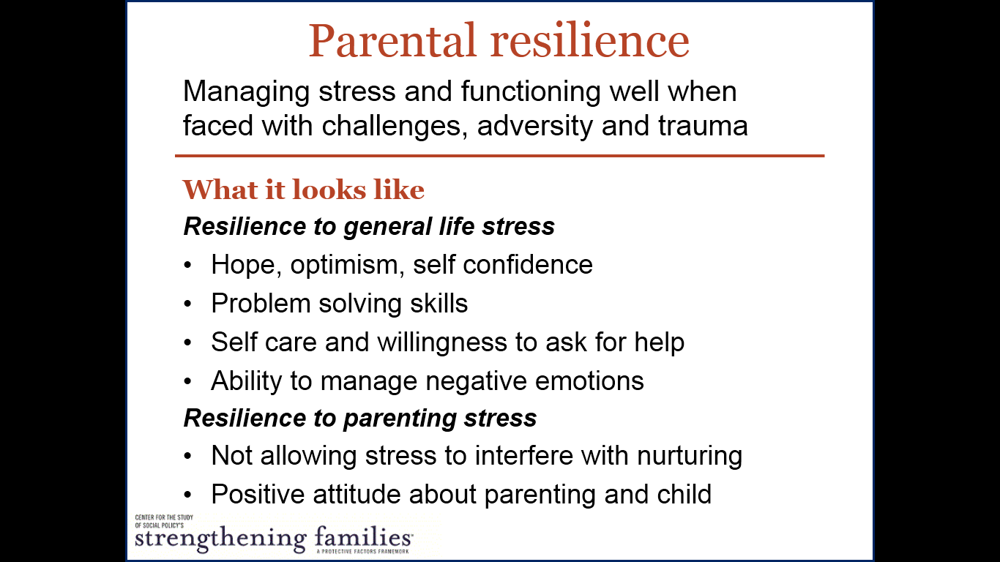 Parental resilience
Managing stress and functioning well when
faced with challenges, adversity and trauma
What it looks like
Resilience to general life stress
• Hope, optimism, self confidence
• Problem solving skills
• Self care and willingness to ask for help
• Ability to manage negative emotions
Resilience to parenting stress
• Not allowing stress to interfere with nurturing
• Positive attitude about parenting and child
CENTER FOR THE STUDY
OF SOCIAL POLICY'S
strengthening families™
A PROTECTIVE FACTORS FRAMEWORK